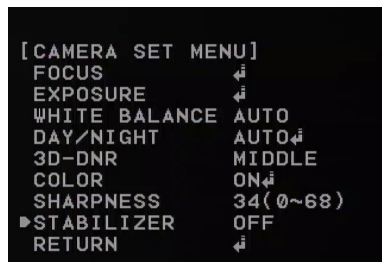 [CAMERA SET MENU]
FOCUS ↲
EXPOSURE ↲
WHITE BALANCE AUTO
DAY/NIGHT AUTO↲
3D-DNR MIDDLE
COLOR ON↲
SHARPNESS 34(0~68)
▶STABILIZER OFF
RETURN ↲